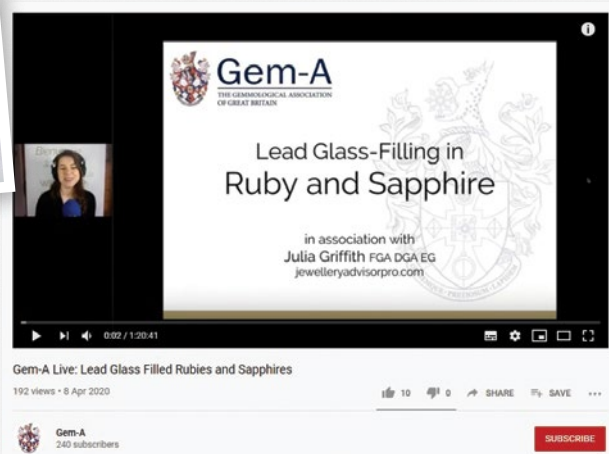 Gem-A
THE GEMMOLOGICAL ASSOCIATION
OF GREAT BRITAIN
Lead Glass-Filling in
Ruby and Sapphire
in association with
Julia Griffith FGA DGA EG
jewelleryadvisorpro.com
0:02 / 1:20:41
Gem-A Live: Lead Glass Filled Rubies and Sapphires
192 views • 8 Apr 2020
10 0 SHARE SAVE
Gem-A
240 subscribers
SUBSCRIBE